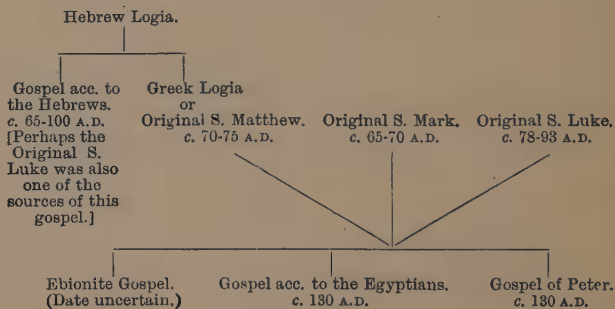 Hebrew Logia.
Gospel acc. to
the Hebrews.
c. 65-100 A.D.
[Perhaps the
Original S.
Luke was also
one of the
sources of this
gospel.]
Greek Logia
or
Original S. Matthew.
c. 70-75 A.D.
Original S. Mark.
c. 65-70 A.D.
Original S. Luke.
c. 78-93 A.D.
Ebionite Gospel.
(Date uncertain.)
Gospel acc. to the Egyptians.
c. 130 A.D.
Gospel of Peter.
c. 130 A.D.